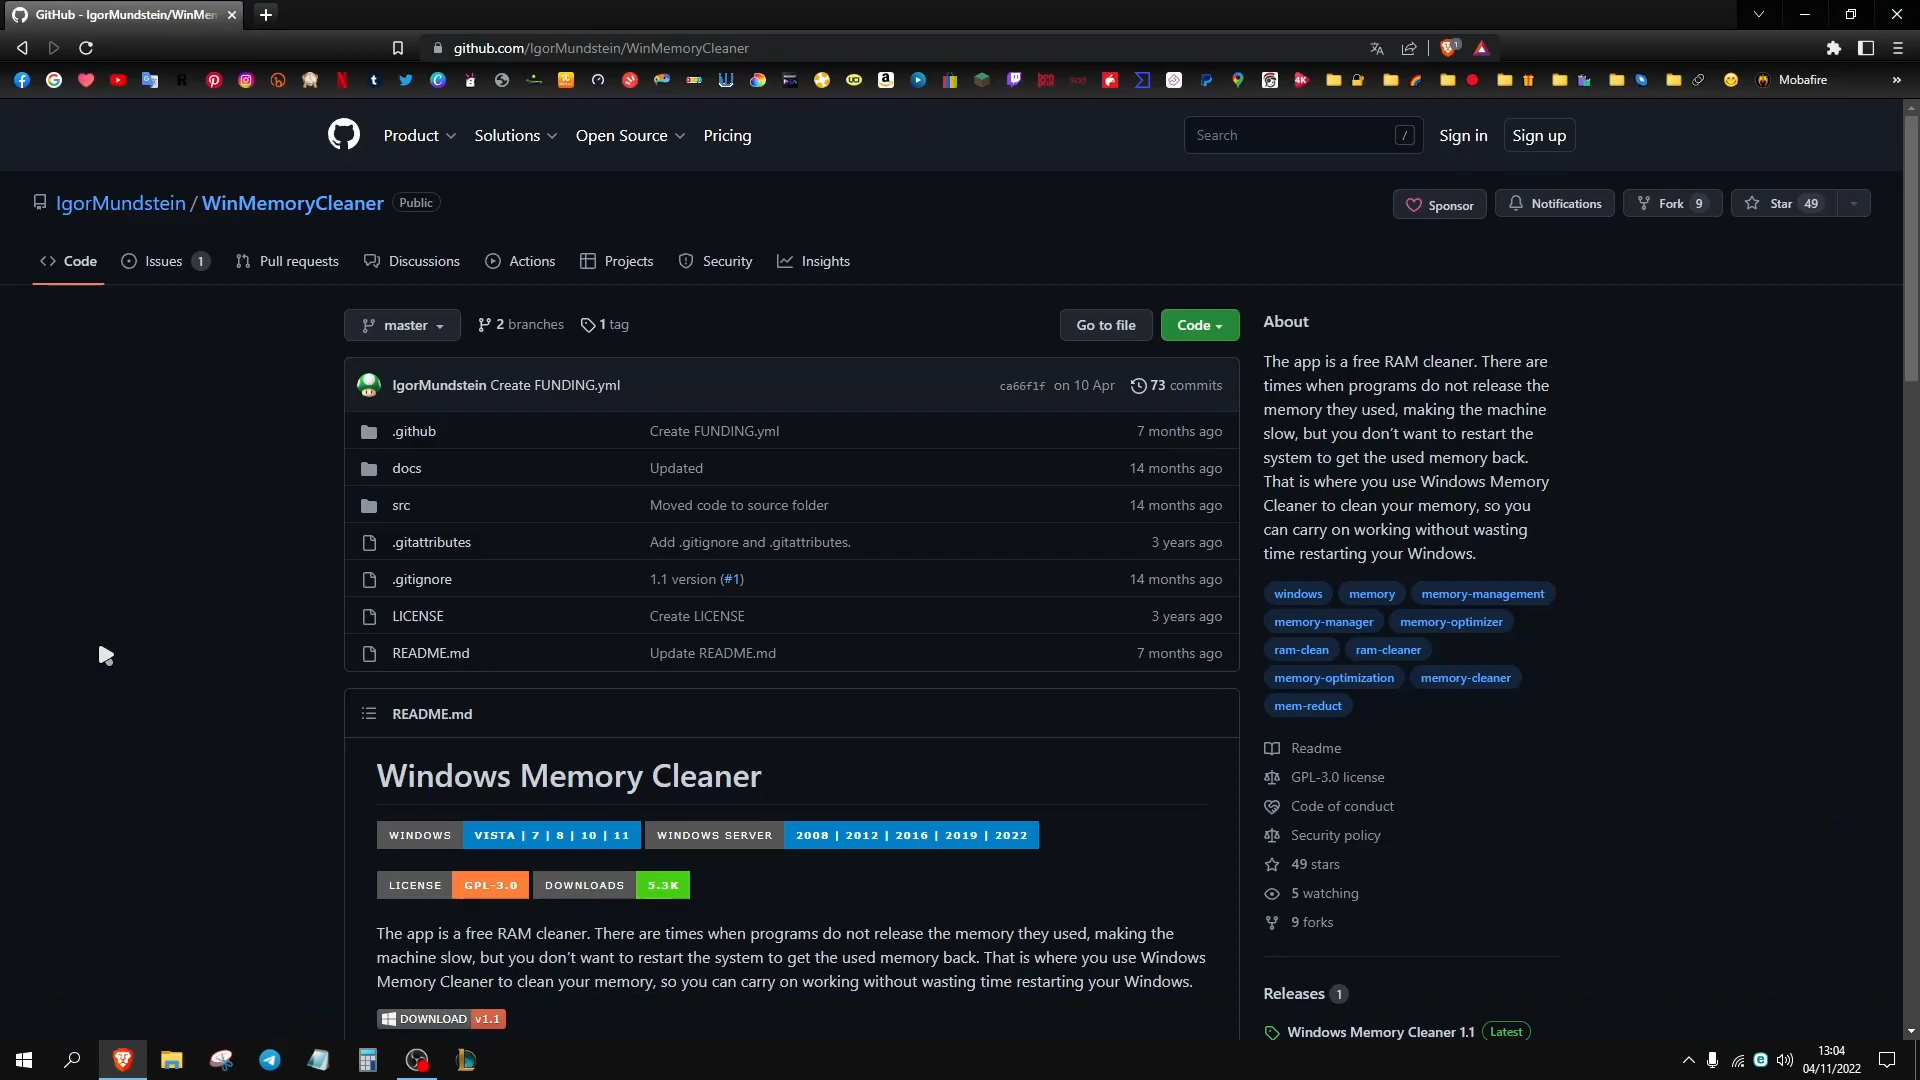 GitHub - IgorMundstein/WinMem
github.com/IgorMundstein/WinMemoryCleaner
1
Mobafire
Product
Solutions
Open Source
Pricing
Search
/
Sign in
Sign up
IgorMundstein / WinMemoryCleaner
Public
Sponsor
Notifications
Fork 9
Star 49
Code
Issues 1
Pull requests
Discussions
Actions
Projects
Security
Insights
master
2 branches
1 tag
Go to file
Code
IgorMundstein Create FUNDING.yml
ca66f1f on 10 Apr
73 commits
.github Create FUNDING.yml 7 months ago
docs Updated 14 months ago
src Moved code to source folder 14 months ago
.gitattributes Add .gitignore and .gitattributes. 3 years ago
.gitignore 1.1 version (#1) 14 months ago
LICENSE Create LICENSE 3 years ago
README.md Update README.md 7 months ago
README.md
Windows Memory Cleaner
WINDOWS VISTA | 7 | 8 | 10 | 11
WINDOWS SERVER 2008 | 2012 | 2016 | 2019 | 2022
LICENSE GPL-3.0
DOWNLOADS 5.3K
The app is a free RAM cleaner. There are times when programs do not release the memory they used, making the
machine slow, but you don't want to restart the system to get the used memory back. That is where you use Windows
Memory Cleaner to clean your memory, so you can carry on working without wasting time restarting your Windows.
DOWNLOAD v1.1
About
The app is a free RAM cleaner. There are
times when programs do not release the
memory they used, making the machine
slow, but you don't want to restart the
system to get the used memory back.
That is where you use Windows Memory
Cleaner to clean your memory, so you
can carry on working without wasting
time restarting your Windows.
windows memory memory-management
memory-manager memory-optimizer
ram-clean ram-cleaner
memory-optimization memory-cleaner
mem-reduct
Readme
GPL-3.0 license
Code of conduct
Security policy
49 stars
5 watching
9 forks
Releases 1
Windows Memory Cleaner 1.1 Latest
13:04
04/11/2022